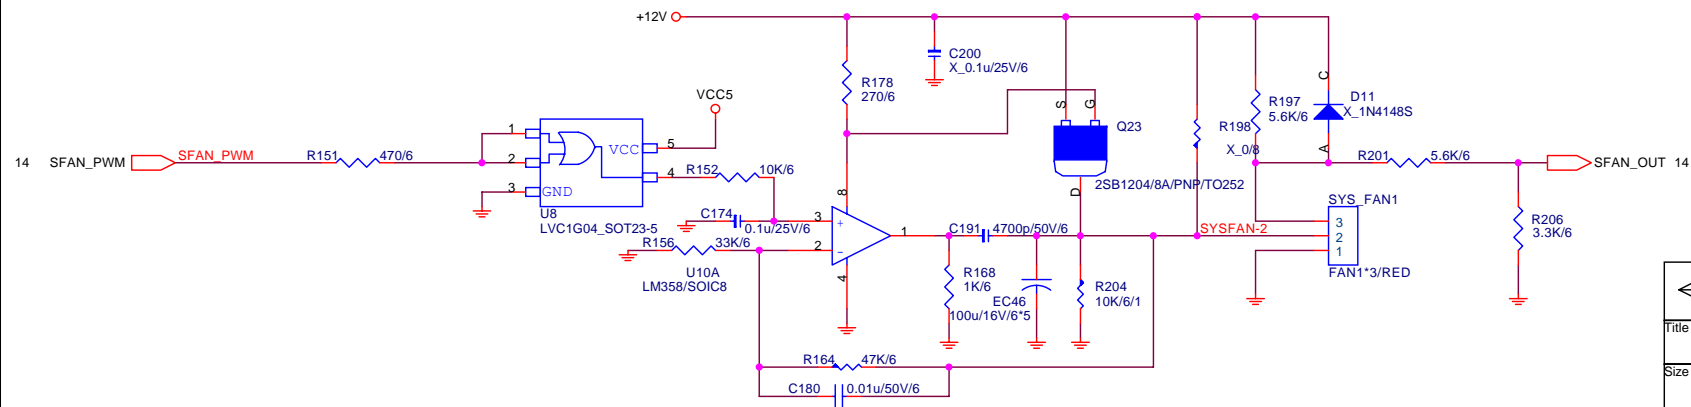 +12V
C200
X_0.1u/25V/6
R178
270/6
VCC5
S
G
Q23
C
D11
X_1N4148S
R197
5.6K/6
R198
X_0/8
A
14 SFAN_PWM
SFAN_PWM
R151 470/6
1
2
3
VCC
GND
5
4
U8
LVC1G04_SOT23-5
R152 10K/6
C174
0.1u/25V/6
R156 33K/6
U10A
LM358/SOIC8
8
3
+
2
-
1
4
C191 4700p/50V/6
2SB1204/8A/PNP/TO252
D
SYSFAN-2
R201 5.6K/6
SFAN_OUT 14
SYS_FAN1
3
2
1
FAN1*3/RED
R206
3.3K/6
R168
1K/6
EC46
100u/16V/6*5
R204
10K/6/1
R164 47K/6
C180 0.01u/50V/6
Title
Size